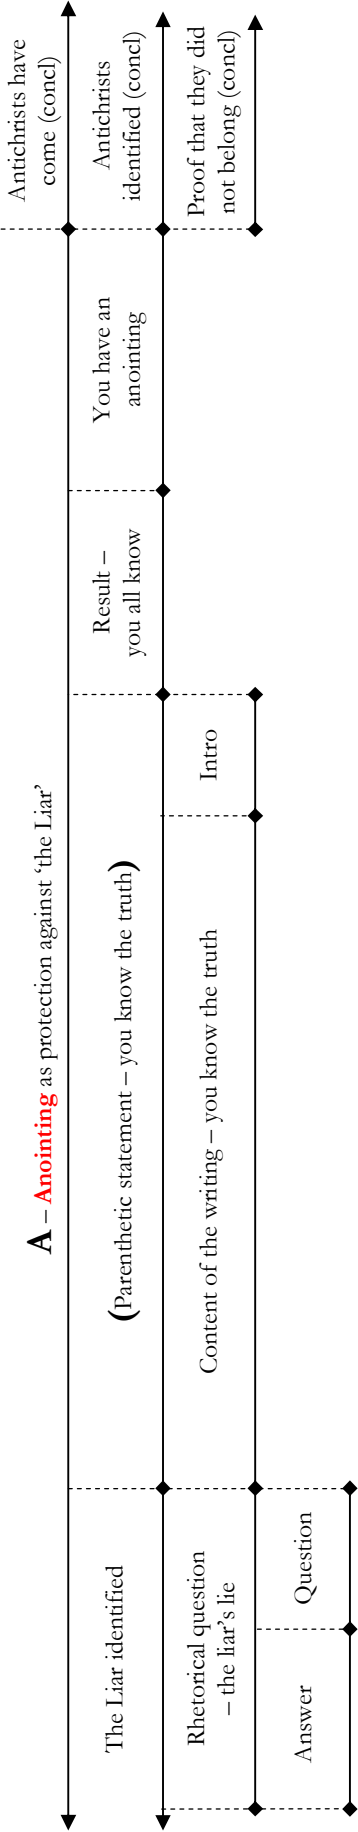 A – Anointing as protection against ‘the Liar’
Antichrists have
come (concl)
The Liar identified
(Parenthetic statement – you know the truth)
Result –
you all know
You have an
anointing
Antichrists
identified (concl)
Rhetorical question
– the liar’s lie
Content of the writing – you know the truth
Intro
Proof that they did
not belong (concl)
Answer
Question